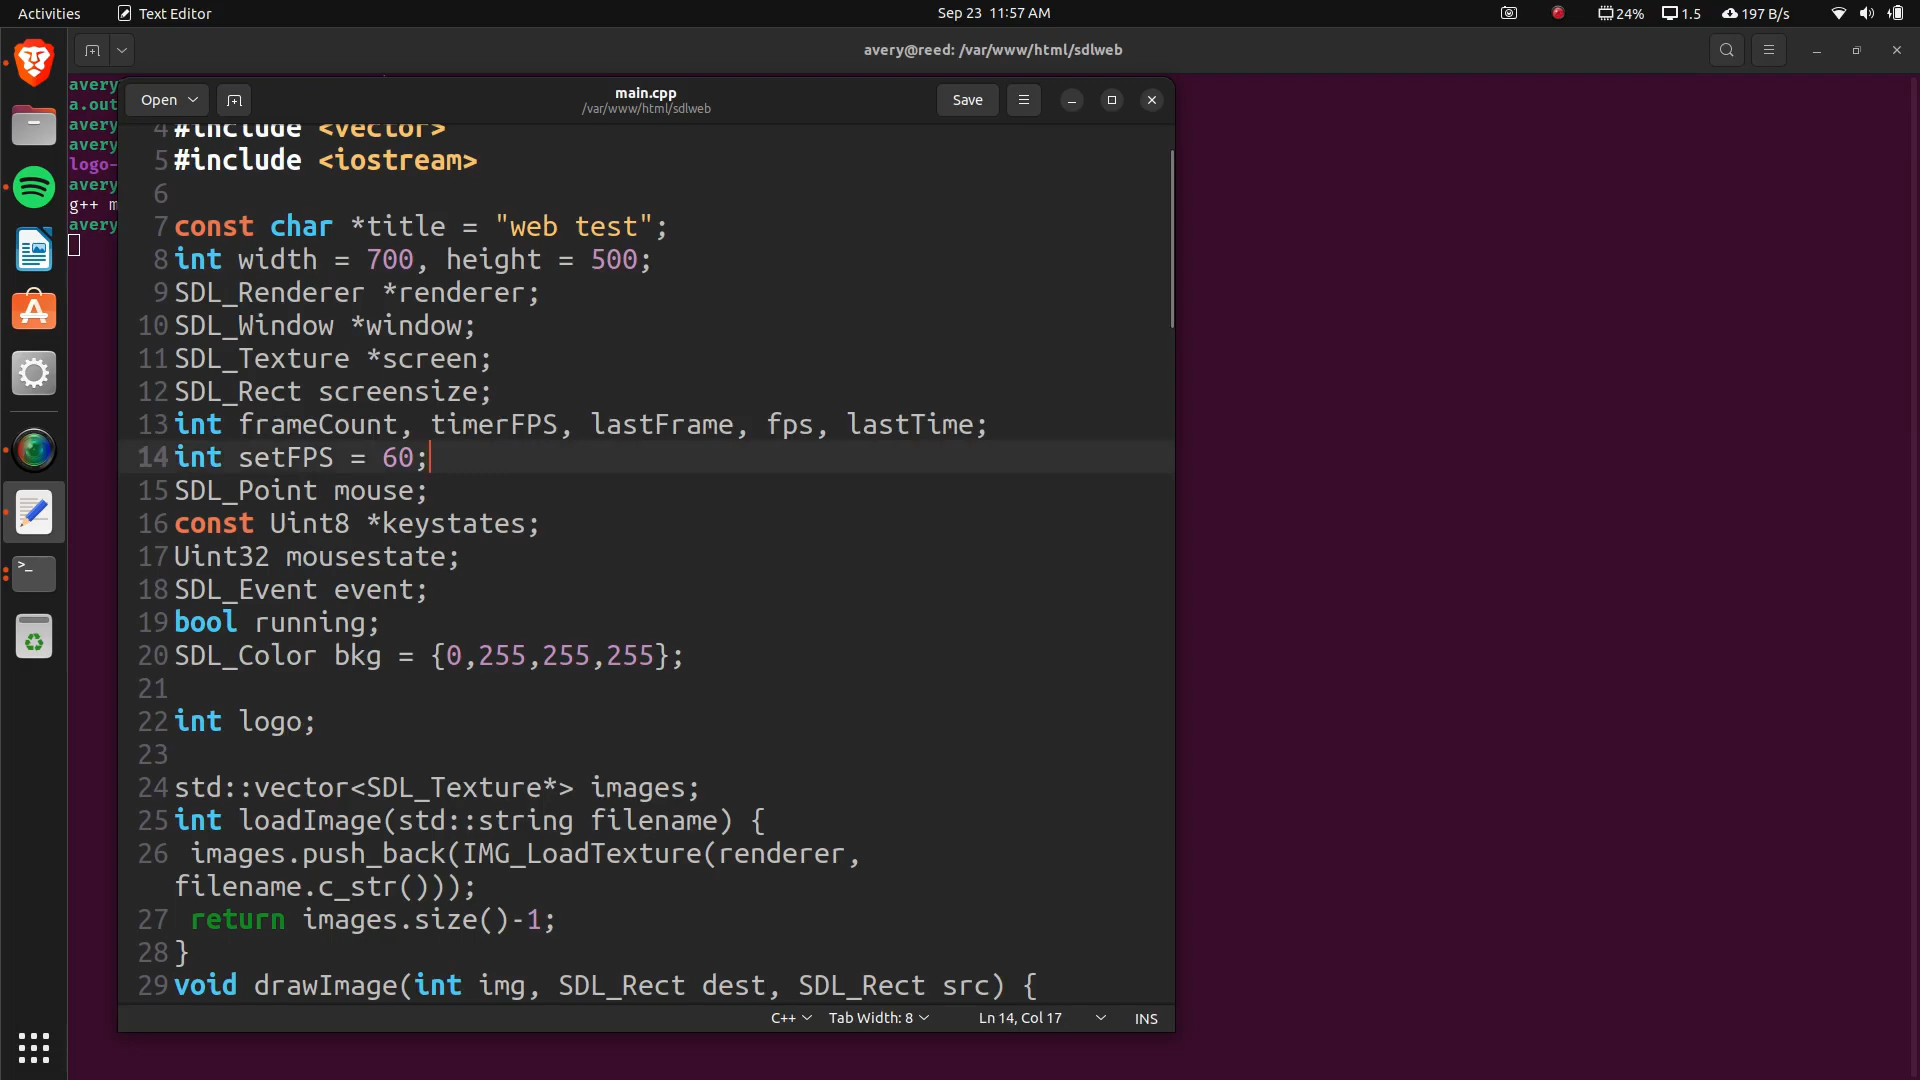 Activities
Text Editor
Sep 23 11:57 AM
24%
1.5
197 B/s
avery@reed: /var/www/html/sdlweb
avery
a.out
avery
avery
logo-
avery
g++ m
avery
Open
main.cpp
/var/www/html/sdlweb
Save
4 #include <vector>
5 #include <iostream>
6
7 const char *title = "web test";
8 int width = 700, height = 500;
9 SDL_Renderer *renderer;
10 SDL_Window *window;
11 SDL_Texture *screen;
12 SDL_Rect screensize;
13 int frameCount, timerFPS, lastFrame, fps, lastTime;
14 int setFPS = 60;
15 SDL_Point mouse;
16 const Uint8 *keystates;
17 Uint32 mousestate;
18 SDL_Event event;
19 bool running;
20 SDL_Color bkg = {0,255,255,255};
21
22 int logo;
23
24 std::vector<SDL_Texture*> images;
25 int loadImage(std::string filename) {
26  images.push_back(IMG_LoadTexture(renderer,
filename.c_str()));
27  return images.size()-1;
28 }
29 void drawImage(int img, SDL_Rect dest, SDL_Rect src) {
C++
Tab Width: 8
Ln 14, Col 17
INS